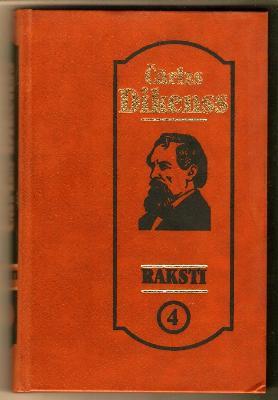 Čārlzs
Dikenss
RAKSTI
4